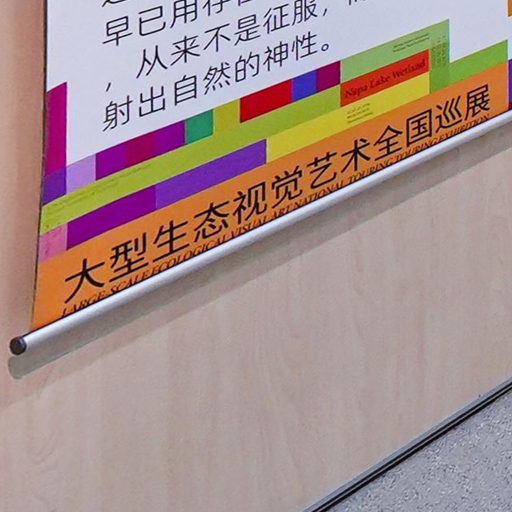 早已用存在
，从来不是征服，
射出自然的神性。
Napa Lake Wetland
大型生态视觉艺术全国巡展
LARGE-SCALE ECOLOGICAL VISUAL ART NATIONAL TOURING TOURING EXHIBITION